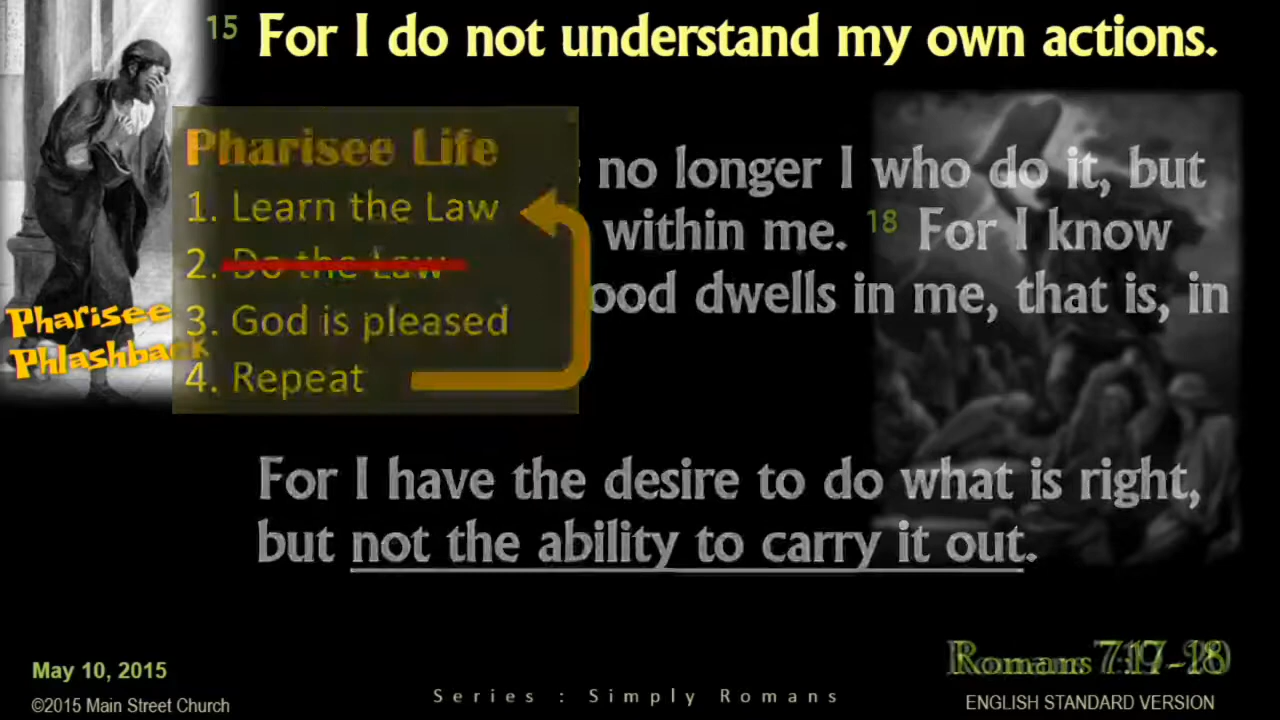 15 For I do not understand my own actions.
Pharisee Life
1. Learn the Law
2. Do the Law
3. God is pleased
4. Repeat
no longer I who do it, but
within me. 18 For I know
ood dwells in me, that is, in
Pharisee
Phlashback
For I have the desire to do what is right,
but not the ability to carry it out.
May 10, 2015
©2015 Main Street Church
Series : Simply Romans
Romans
ENGLISH STANDARD VERSION